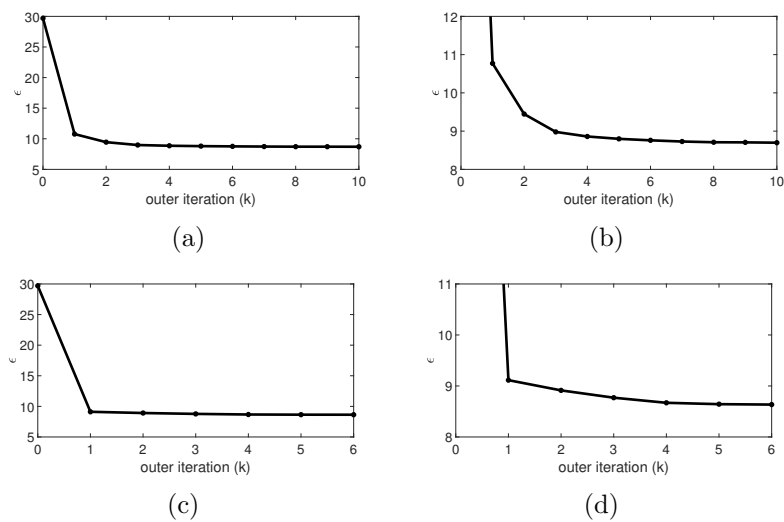 30
25
20
15
10
5
ϵ
0 2 4 6 8 10
outer iteration (k)
(a)
12
11
10
9
8
ϵ
0 2 4 6 8 10
outer iteration (k)
(b)
30
25
20
15
10
5
ϵ
0 1 2 3 4 5 6
outer iteration (k)
(c)
11
10
9
8
ϵ
0 1 2 3 4 5 6
outer iteration (k)
(d)